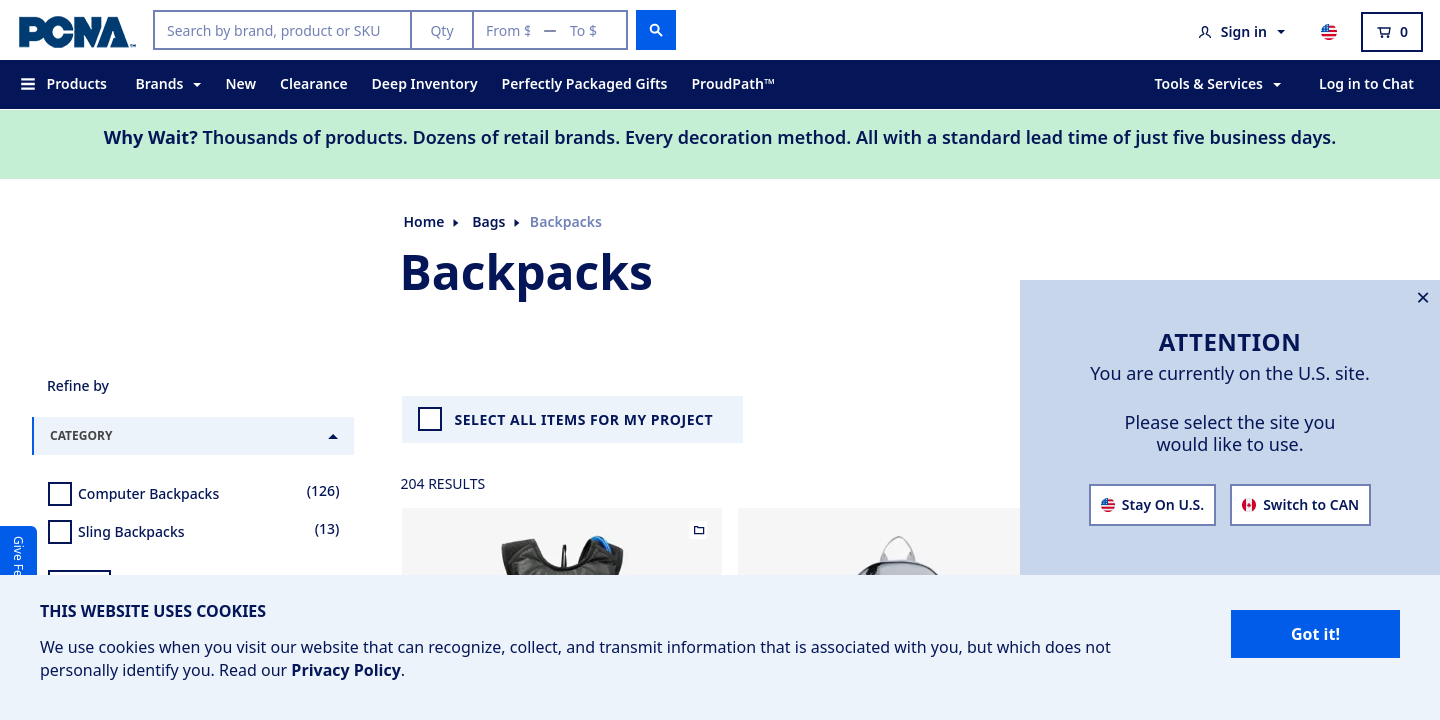 PCNA™
Search by brand, product or SKU
Qty
From $ — To $
Sign in
0
Products
Brands
New
Clearance
Deep Inventory
Perfectly Packaged Gifts
ProudPath™
Tools & Services
Log in to Chat
Why Wait? Thousands of products. Dozens of retail brands. Every decoration method. All with a standard lead time of just five business days.
Home
Bags
Backpacks
Backpacks
ATTENTION
You are currently on the U.S. site.
Please select the site you
would like to use.
Stay On U.S.
Switch to CAN
Refine by
CATEGORY
Computer Backpacks
(126)
Sling Backpacks
(13)
SELECT ALL ITEMS FOR MY PROJECT
204 RESULTS
Give
THIS WEBSITE USES COOKIES
We use cookies when you visit our website that can recognize, collect, and transmit information that is associated with you, but which does not
personally identify you. Read our Privacy Policy.
Got it!